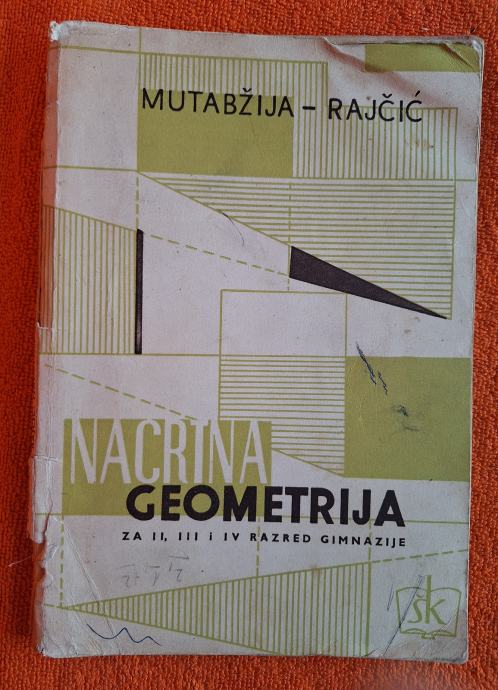 MUTABŽIJA – RAJČIĆ
NACRTNA
GEOMETRIJA
ZA II, III i IV RAZRED GIMNAZIJE
šk